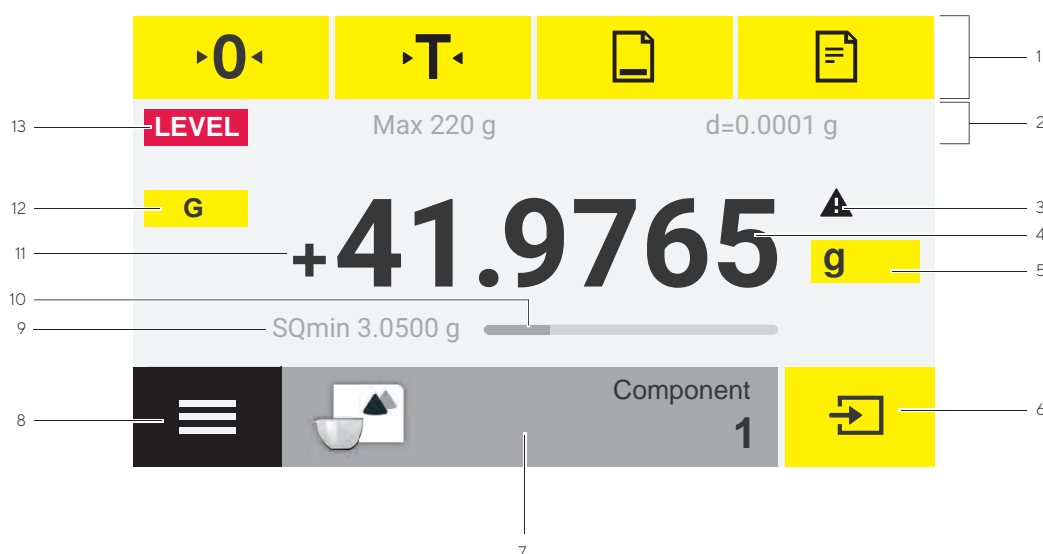 0 T 1
13 LEVEL Max 220 g d=0.0001 g 2
12 G 3
+41.9765 4
11 g 5
10
9 SQmin 3.0500 g
Component
8 1 6
7